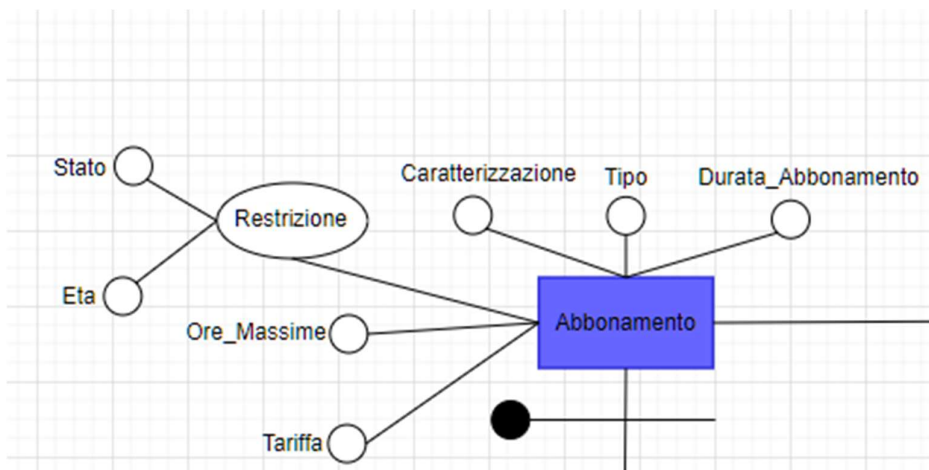 Stato
Caratterizzazione
Tipo
Durata_Abbonamento
Restrizione
Eta
Ore_Massime
Abbonamento
Tariffa